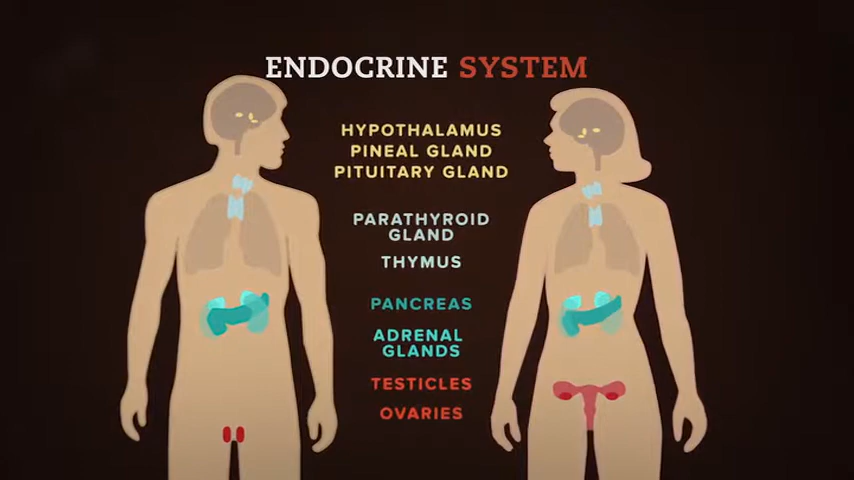 ENDOCRINE SYSTEM
HYPOTHALAMUS
PINEAL GLAND
PITUITARY GLAND
PARATHYROID
GLAND
THYMUS
PANCREAS
ADRENAL
GLANDS
TESTICLES
OVARIES